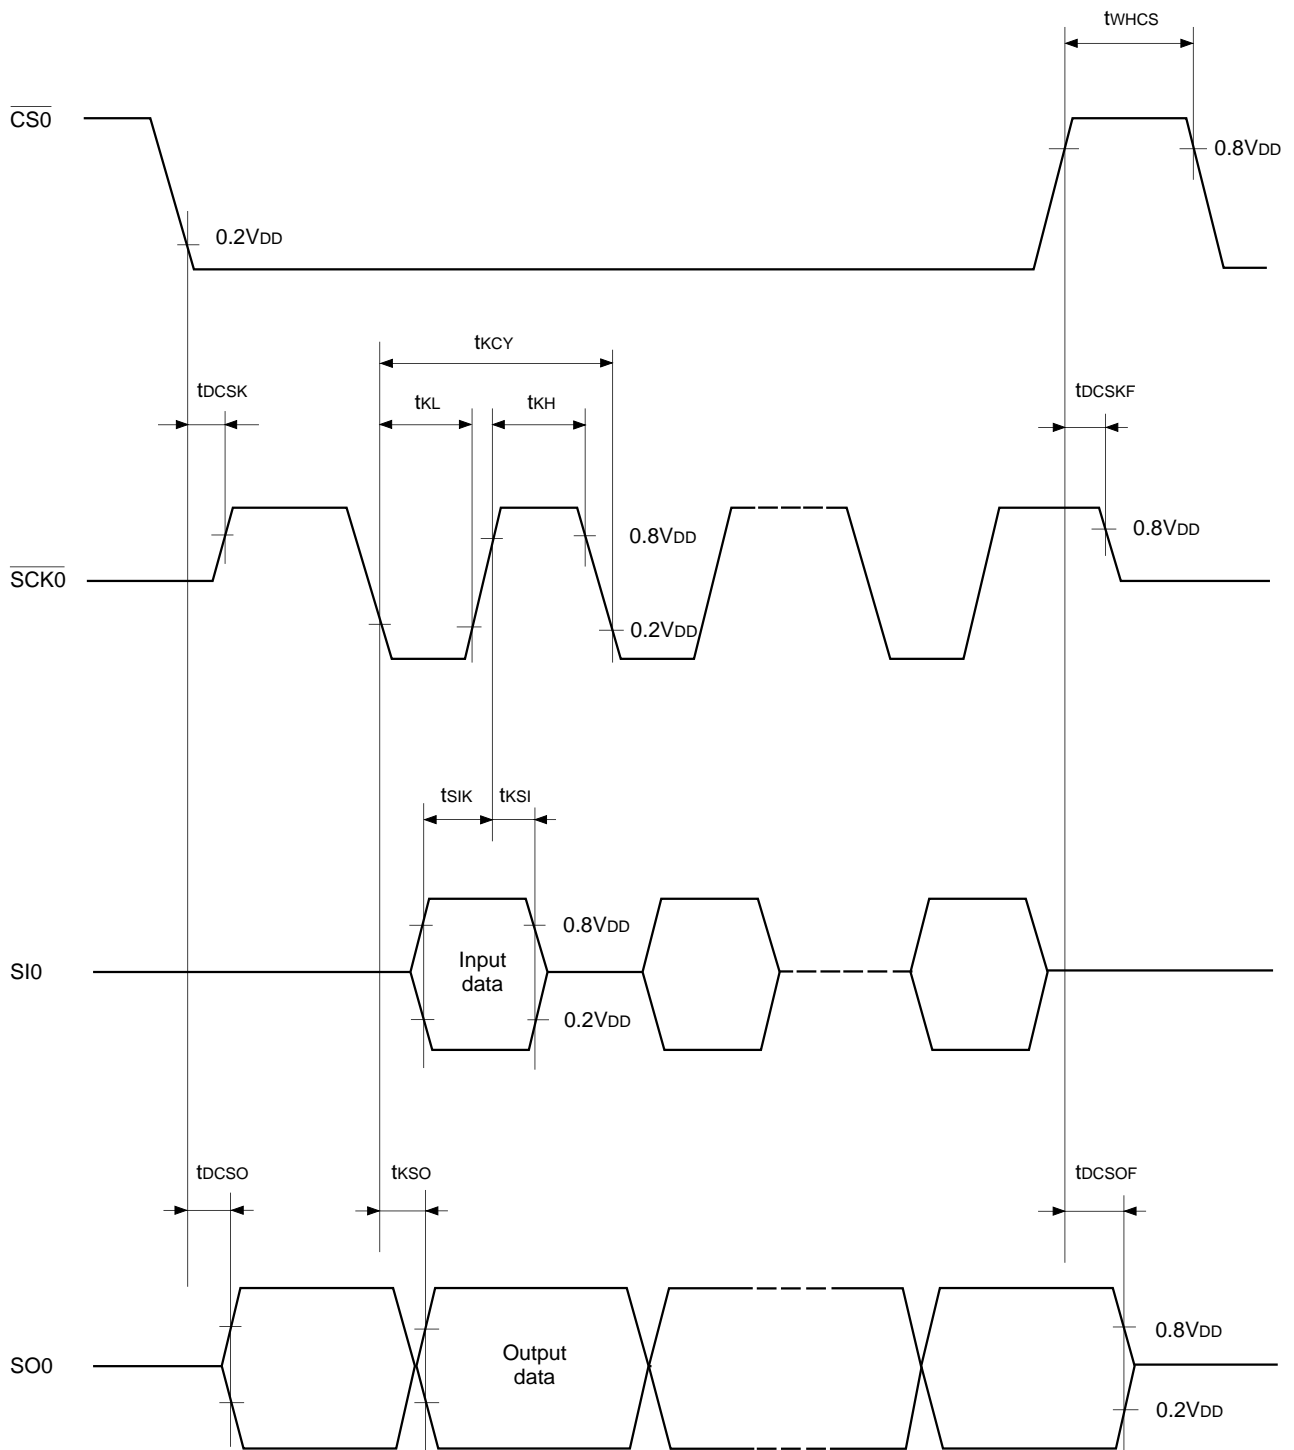 tWHCS
CS0
0.8VDD
0.2VDD
tKCY
tDCSK
tKL
tKH
tDCSKF
0.8VDD
0.8VDD
SCK0
0.2VDD
tSIK
tKSI
0.8VDD
Input
data
SI0
0.2VDD
tDCSO
tKSO
tDCSOF
0.8VDD
Output
data
SO0
0.2VDD